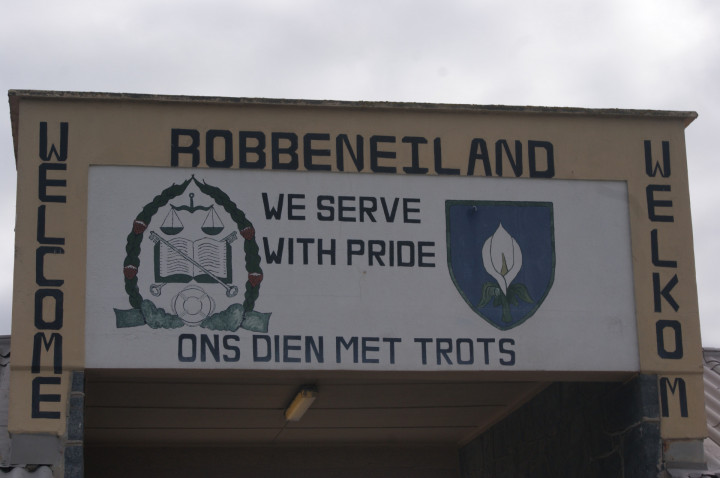 ROBBENEILAND
WELCOME
WE SERVE
WITH PRIDE
ONS DIEN MET TROTS
WELKOM